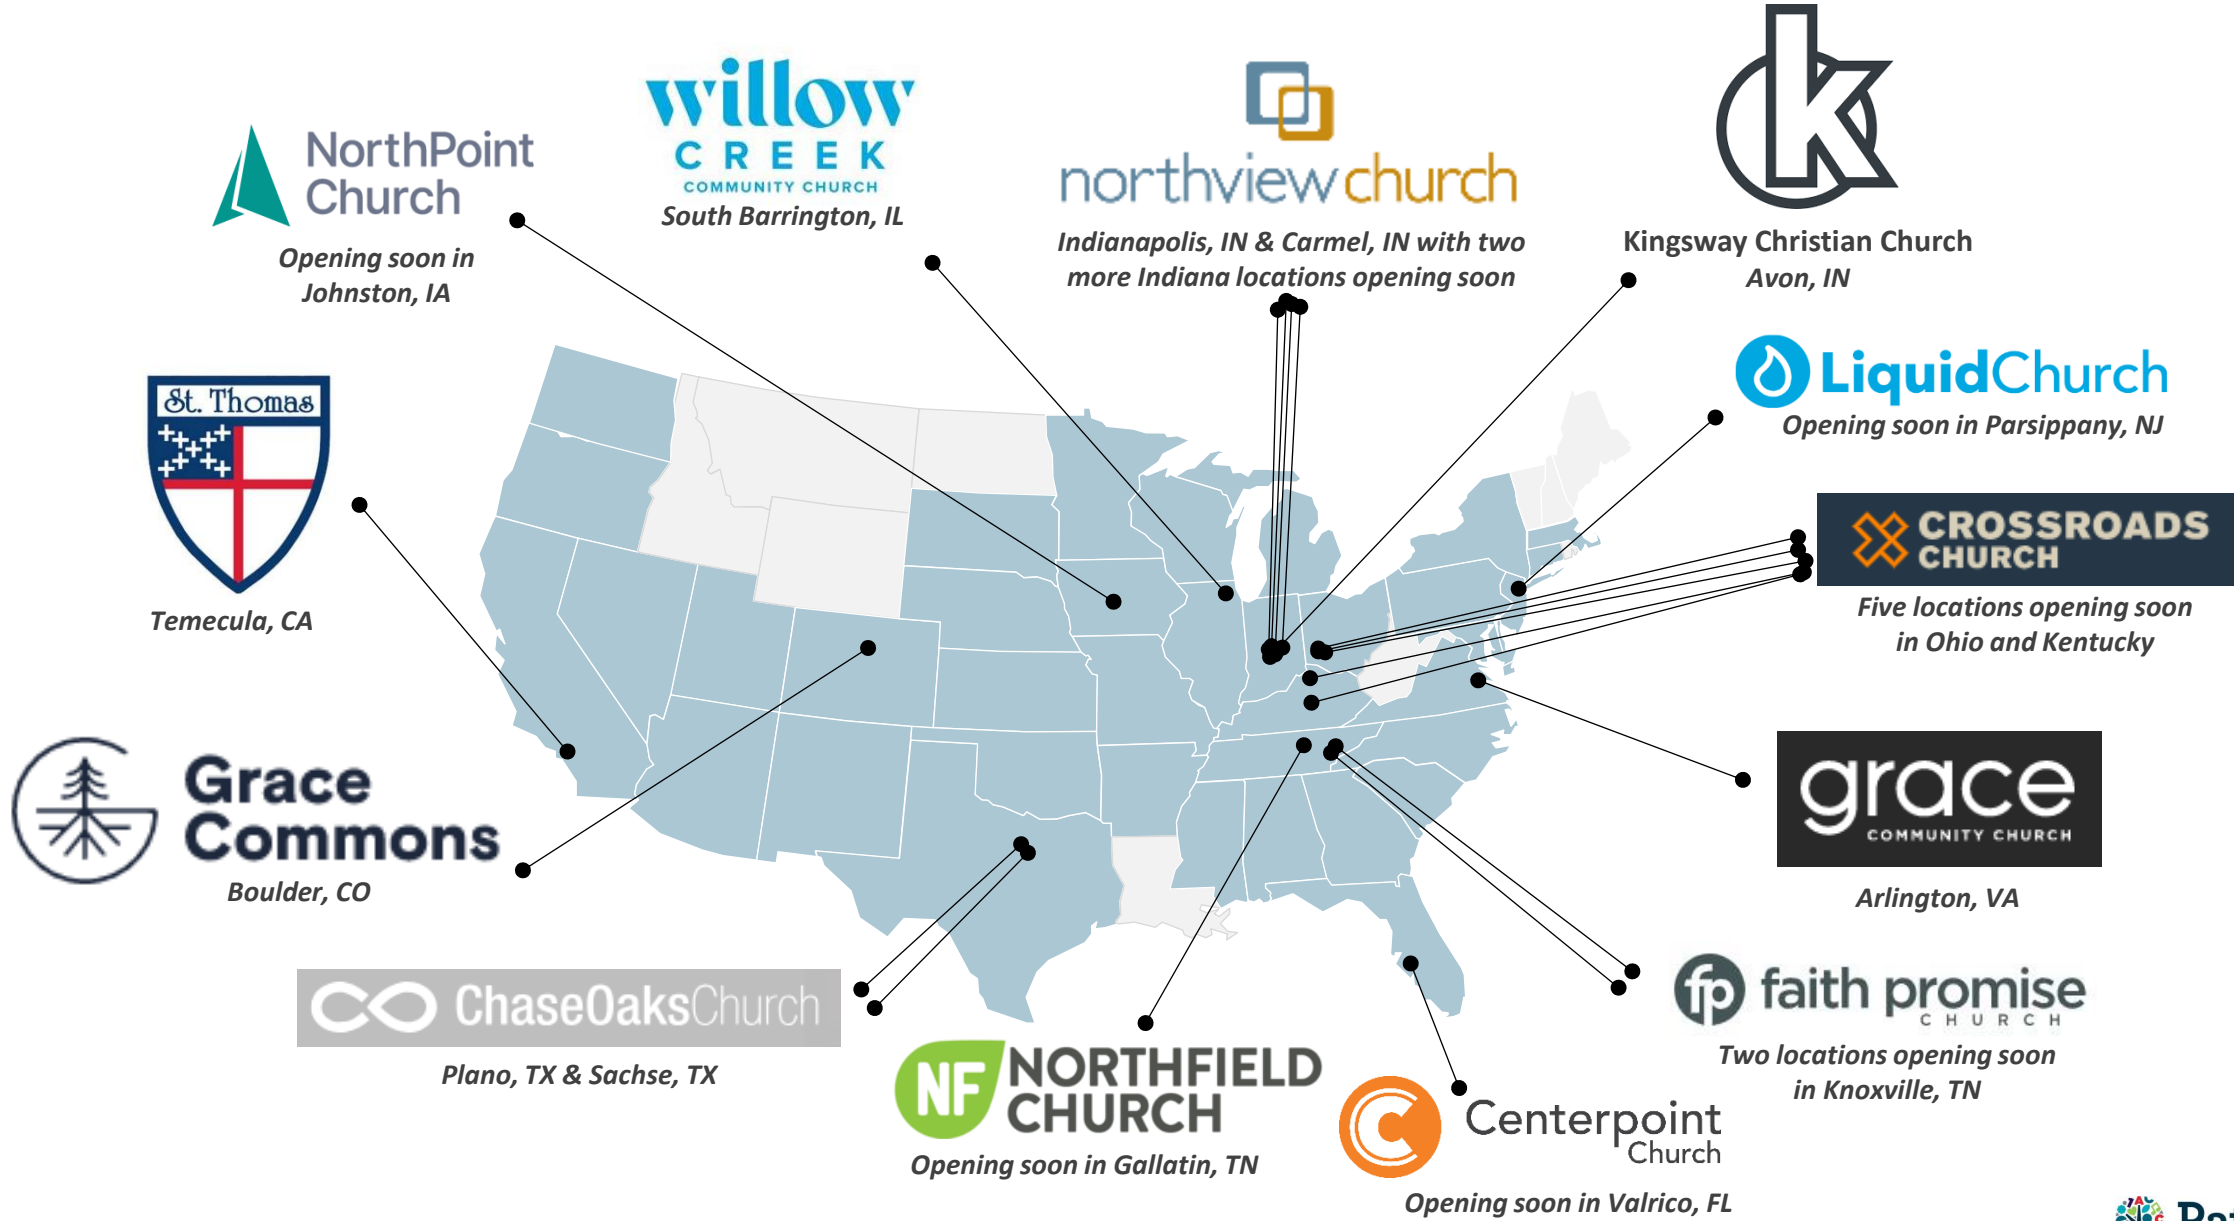 NorthPoint
Church
Opening soon in
Johnston, IA
willow
CREEK
COMMUNITY CHURCH
South Barrington, IL
northviewchurch
Indianapolis, IN & Carmel, IN with two
more Indiana locations opening soon
k
Kingsway Christian Church
Avon, IN
LiquidChurch
Opening soon in Parsippany, NJ
St. Thomas
Temecula, CA
CROSSROADS
CHURCH
Five locations opening soon
in Ohio and Kentucky
Grace
Commons
Boulder, CO
grace
COMMUNITY CHURCH
Arlington, VA
ChaseOaksChurch
Plano, TX & Sachse, TX
fp faith promise
CHURCH
Two locations opening soon
in Knoxville, TN
NF NORTHFIELD
CHURCH
Opening soon in Gallatin, TN
C Centerpoint
Church
Opening soon in Valrico, FL